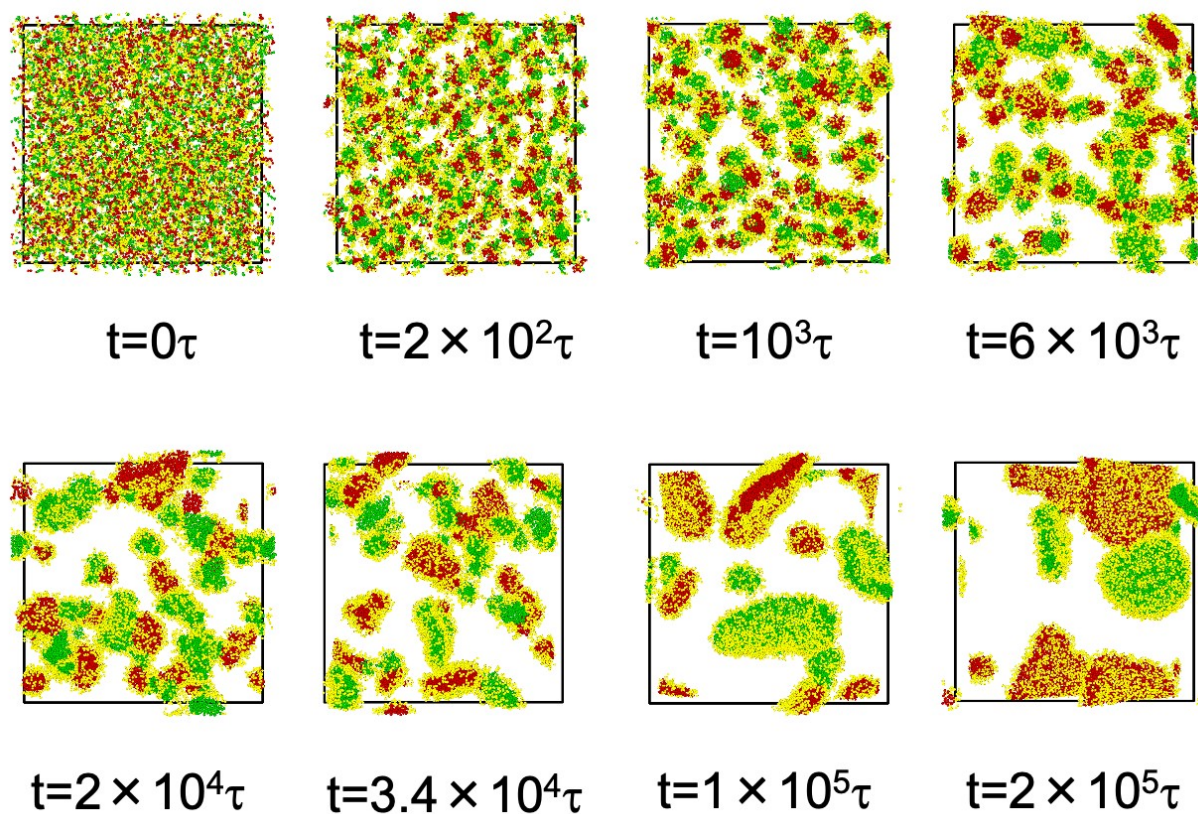 t=0τ
t=2 × 10²τ
t=10³τ
t=6 × 10³τ
t=2 × 10⁴τ
t=3.4 × 10⁴τ
t=1 × 10⁵τ
t=2 × 10⁵τ